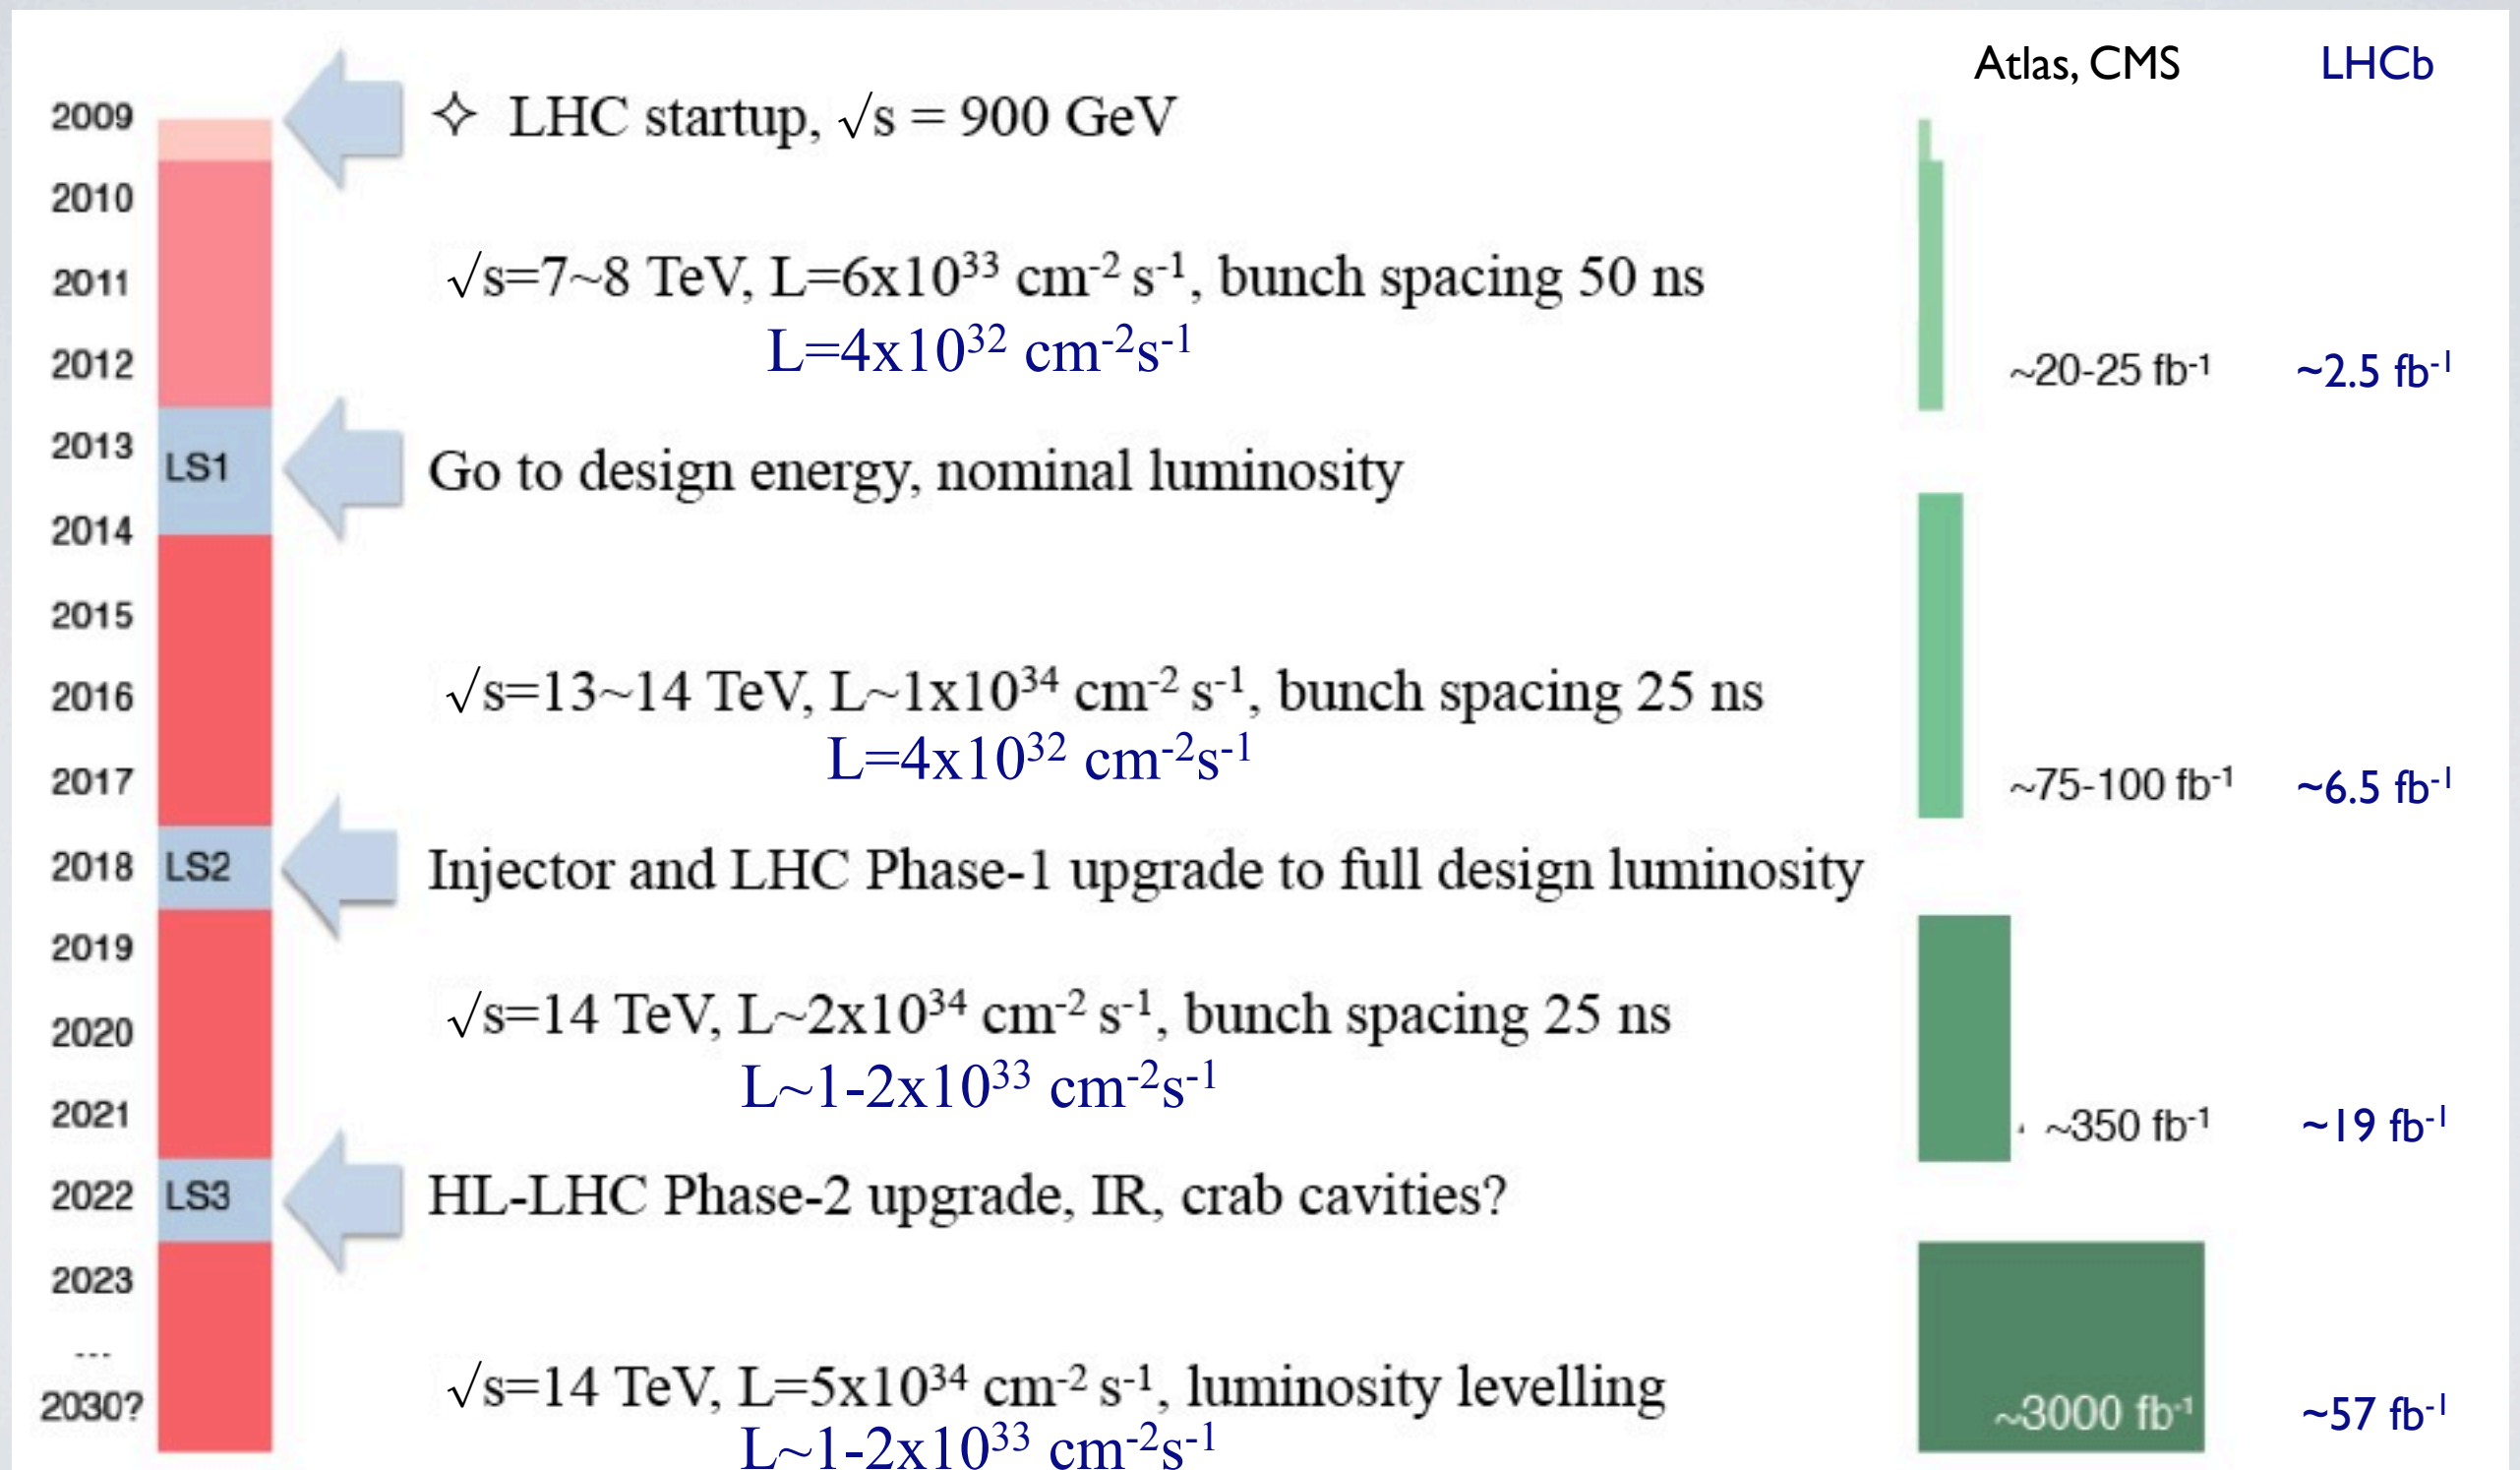 Atlas, CMS LHCb
2009 ✧ LHC startup, √s = 900 GeV
2010
2011 √s=7~8 TeV, L=6x10³³ cm⁻² s⁻¹, bunch spacing 50 ns
L=4x10³² cm⁻²s⁻¹
2012 ~20-25 fb⁻¹ ~2.5 fb⁻¹
2013 LS1 Go to design energy, nominal luminosity
2014
2015
2016 √s=13~14 TeV, L~1x10³⁴ cm⁻² s⁻¹, bunch spacing 25 ns
L=4x10³² cm⁻²s⁻¹
2017 ~75-100 fb⁻¹ ~6.5 fb⁻¹
2018 LS2 Injector and LHC Phase-1 upgrade to full design luminosity
2019
2020 √s=14 TeV, L~2x10³⁴ cm⁻² s⁻¹, bunch spacing 25 ns
L~1-2x10³³ cm⁻²s⁻¹
2021 ~350 fb⁻¹ ~19 fb⁻¹
2022 LS3 HL-LHC Phase-2 upgrade, IR, crab cavities?
2023
---
√s=14 TeV, L=5x10³⁴ cm⁻² s⁻¹, luminosity levelling
2030? ~3000 fb⁻¹ ~57 fb⁻¹
L~1-2x10³³ cm⁻²s⁻¹